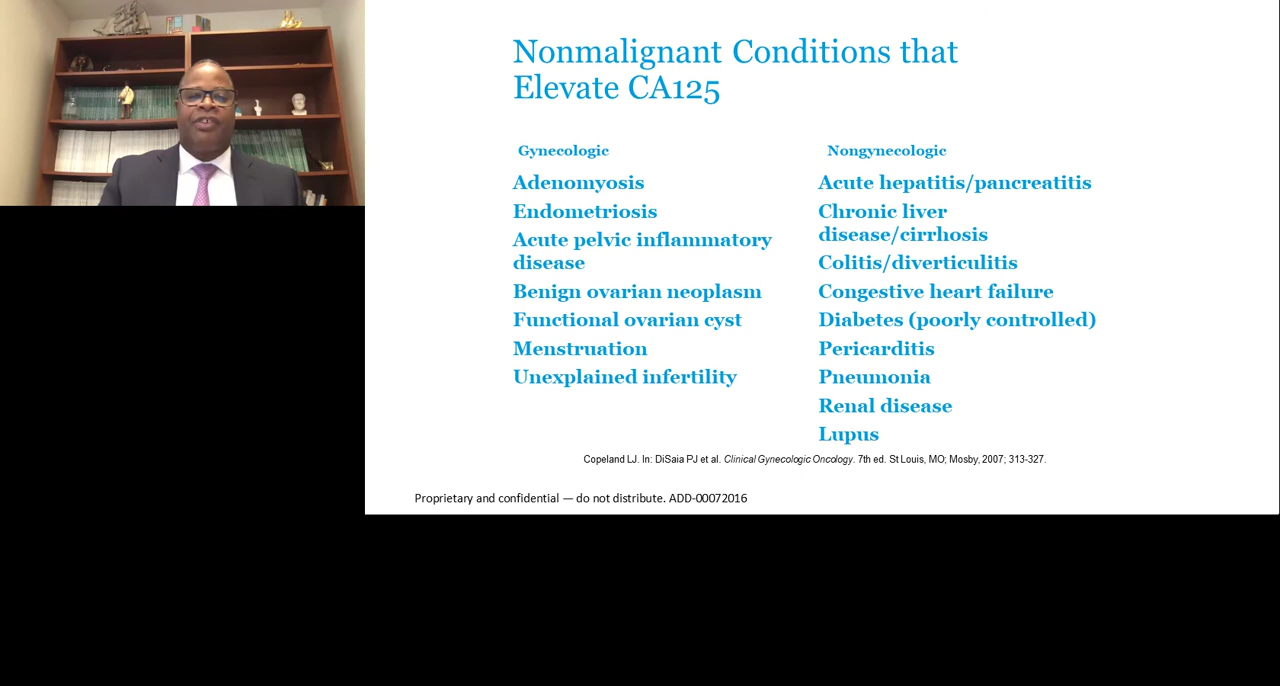 Nonmalignant Conditions that
Elevate CA125
Gynecologic
Adenomyosis
Endometriosis
Acute pelvic inflammatory
disease
Benign ovarian neoplasm
Functional ovarian cyst
Menstruation
Unexplained infertility
Nongynecologic
Acute hepatitis/pancreatitis
Chronic liver
disease/cirrhosis
Colitis/diverticulitis
Congestive heart failure
Diabetes (poorly controlled)
Pericarditis
Pneumonia
Renal disease
Lupus
Copeland LJ. In: DiSaia PJ et al. Clinical Gynecologic Oncology. 7th ed. St Louis, MO; Mosby, 2007; 313-327.
Proprietary and confidential — do not distribute. ADD-00072016